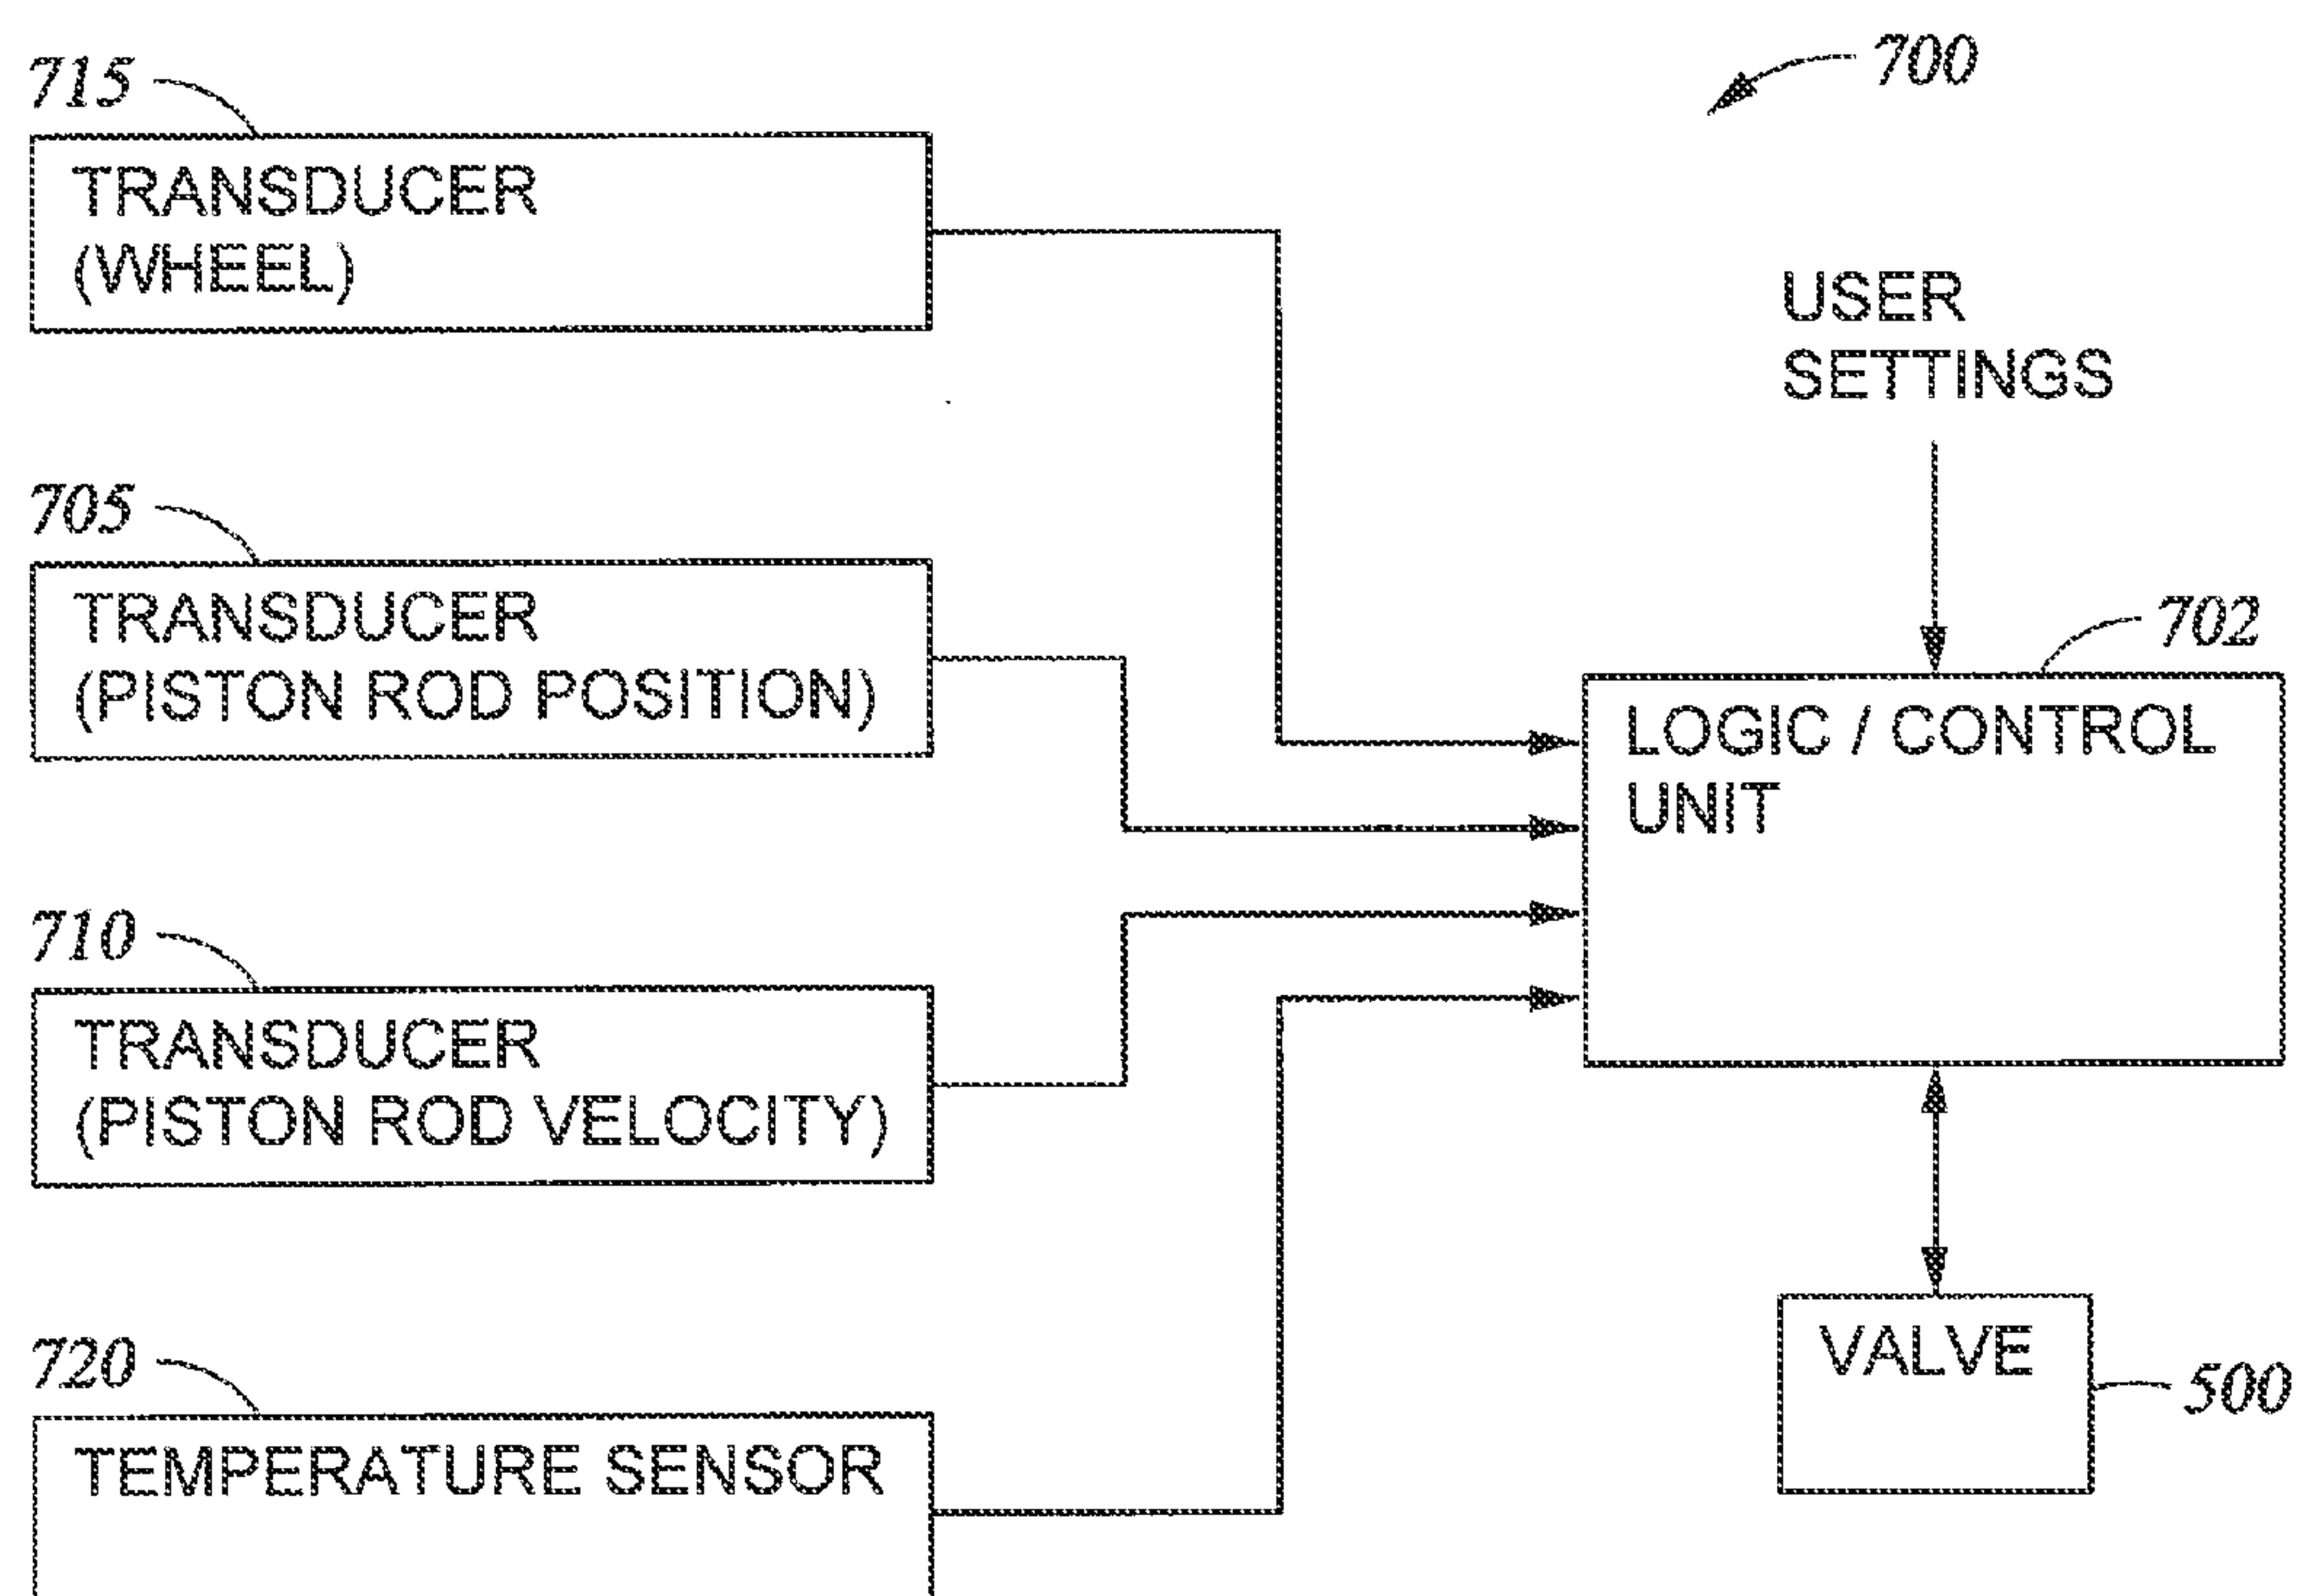 715
TRANSDUCER
(WHEEL)
700
USER
SETTINGS
705
TRANSDUCER
(PISTON ROD POSITION)
702
LOGIC / CONTROL
UNIT
710
TRANSDUCER
(PISTON ROD VELOCITY)
720
TEMPERATURE SENSOR
VALVE
500